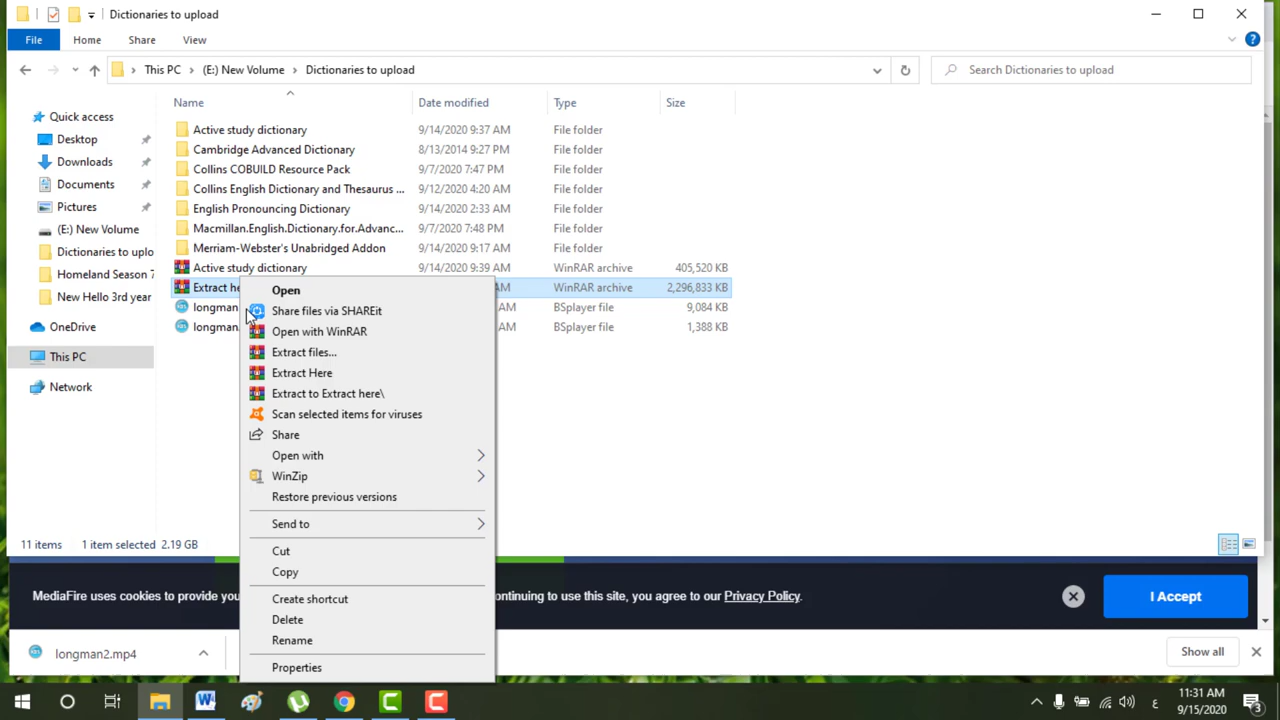 Dictionaries to upload
File Home Share View
This PC (E:) New Volume Dictionaries to upload Search Dictionaries to upload
Name Date modified Type Size
Quick access
Desktop
Downloads
Documents
Pictures
(E:) New Volume
Dictionaries to uplo
Homeland Season 7
New Hello 3rd year
OneDrive
This PC
Network
Active study dictionary 9/14/2020 9:37 AM File folder
Cambridge Advanced Dictionary 8/13/2014 9:27 PM File folder
Collins COBUILD Resource Pack 9/7/2020 7:47 PM File folder
Collins English Dictionary and Thesaurus ... 9/12/2020 4:20 AM File folder
English Pronouncing Dictionary 9/14/2020 2:33 AM File folder
Macmillan.English.Dictionary.for.Advanc... 9/7/2020 7:48 PM File folder
Merriam-Webster's Unabridged Addon 9/14/2020 9:17 AM File folder
Active study dictionary 9/14/2020 9:39 AM WinRAR archive 405,520 KB
Extract he AM WinRAR archive 2,296,833 KB
longman AM BSplayer file 9,084 KB
longman. AM BSplayer file 1,388 KB
Open
Share files via SHAREit
Open with WinRAR
Extract files...
Extract Here
Extract to Extract here\
Scan selected items for viruses
Share
Open with
WinZip
Restore previous versions
Send to
Cut
Copy
Create shortcut
Delete
Rename
Properties
11 items 1 item selected 2.19 GB
MediaFire uses cookies to provide you ontinuing to use this site, you agree to our Privacy Policy.
I Accept
longman2.mp4
Show all
ع
11:31 AM
9/15/2020
3